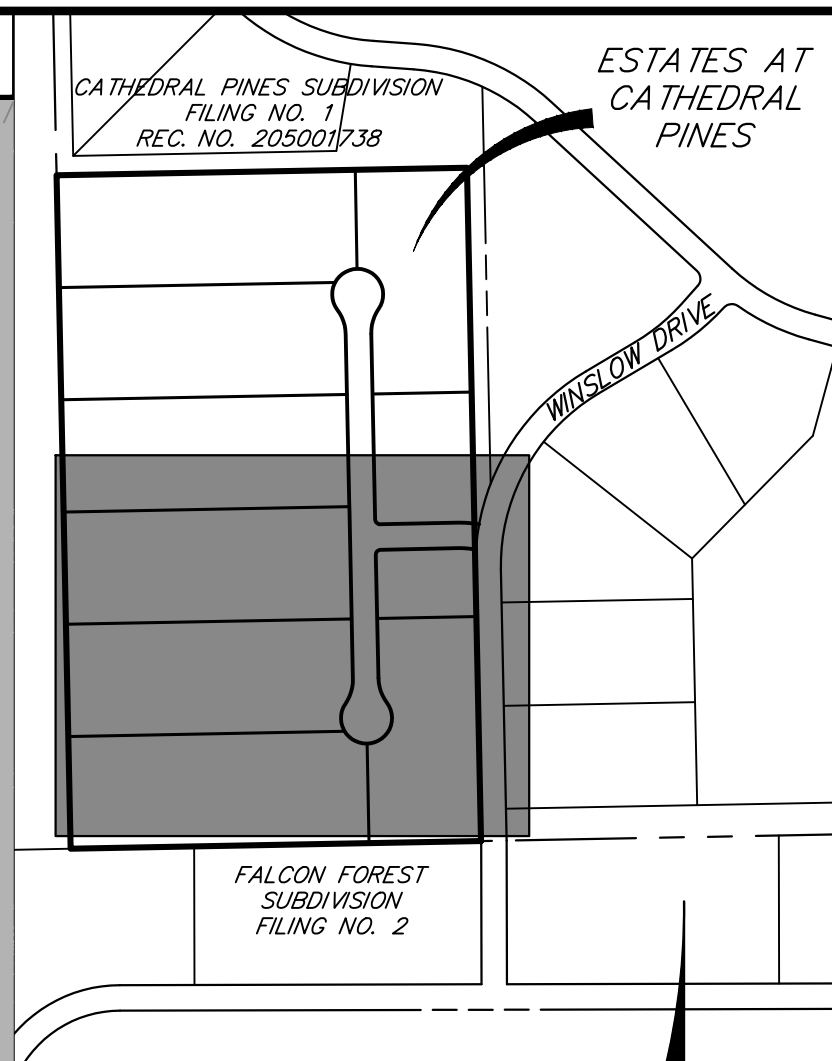 CATHEDRAL PINES SUBDIVISION
FILING NO. 1
REC. NO. 205001738
ESTATES AT
CATHEDRAL
PINES
WINSLOW DRIVE
FALCON FOREST
SUBDIVISION
FILING NO. 2